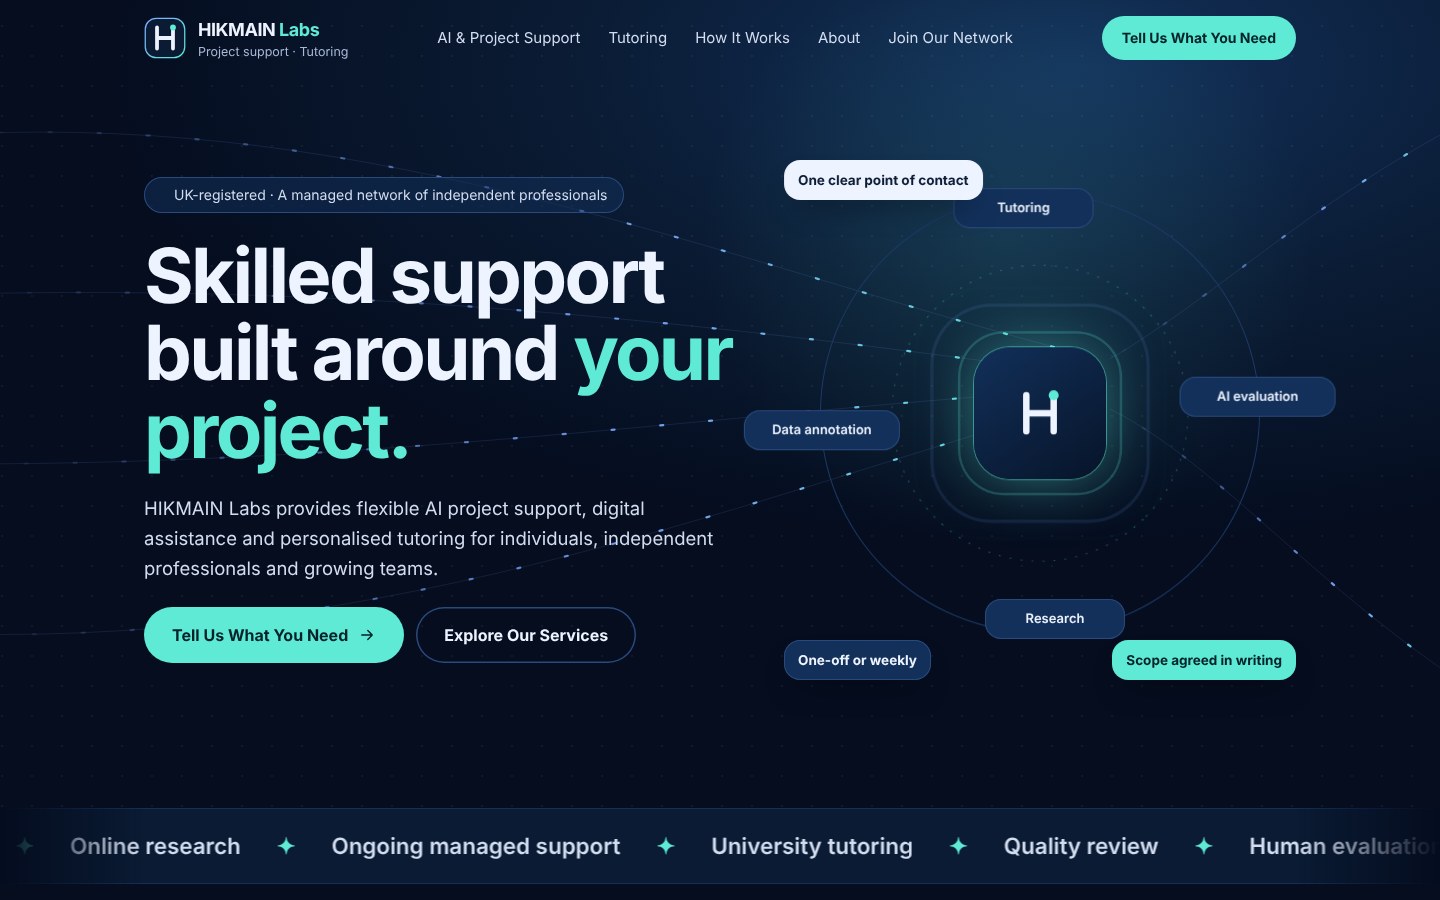 HIKMAIN Labs
Project support · Tutoring
AI & Project Support
Tutoring
How It Works
About
Join Our Network
Tell Us What You Need
UK-registered · A managed network of independent professionals
Skilled support
built around your
project.
HIKMAIN Labs provides flexible AI project support, digital
assistance and personalised tutoring for individuals, independent
professionals and growing teams.
Tell Us What You Need →
Explore Our Services
One clear point of contact
Tutoring
AI evaluation
Data annotation
H
Research
One-off or weekly
Scope agreed in writing
Online research ✦ Ongoing managed support ✦ University tutoring ✦ Quality review ✦ Human evaluation